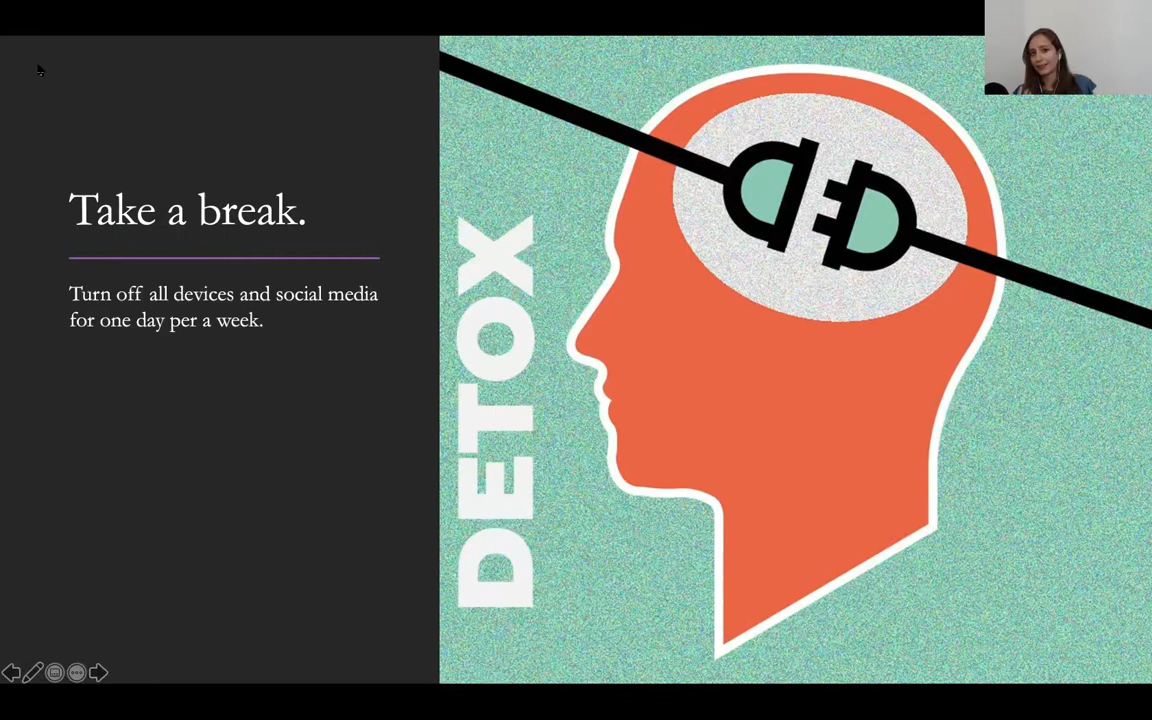 Take a break.
Turn off all devices and social media
for one day per a week.
DETOX